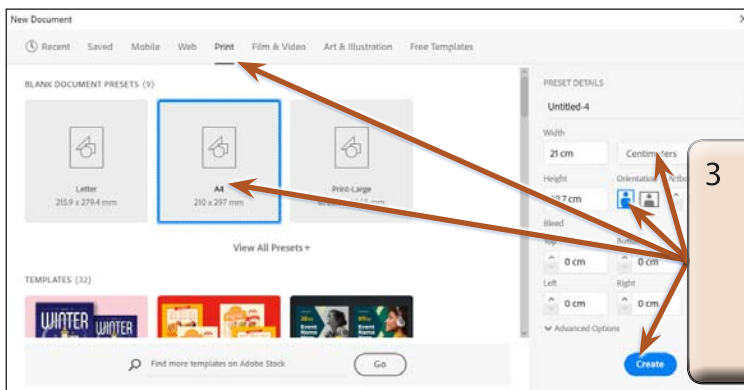 New Document
Recent Saved Mobile Web Print Film & Video Art & Illustration Free Templates
BLANK DOCUMENT PRESETS (9)
Letter
215.9 x 279.4 mm
A4
210 x 297 mm
Print-Large
View All Presets +
TEMPLATES (32)
WINTER WINTER
Event
Name
Event
Name
Find more templates on Adobe Stock
Go
PRESET DETAILS
Untitled-4
Width
21 cm
Centimeters
Height
Orientation
Bleed
Top
Bottom
0 cm
0 cm
Left
Right
0 cm
0 cm
Advanced Options
Create
3